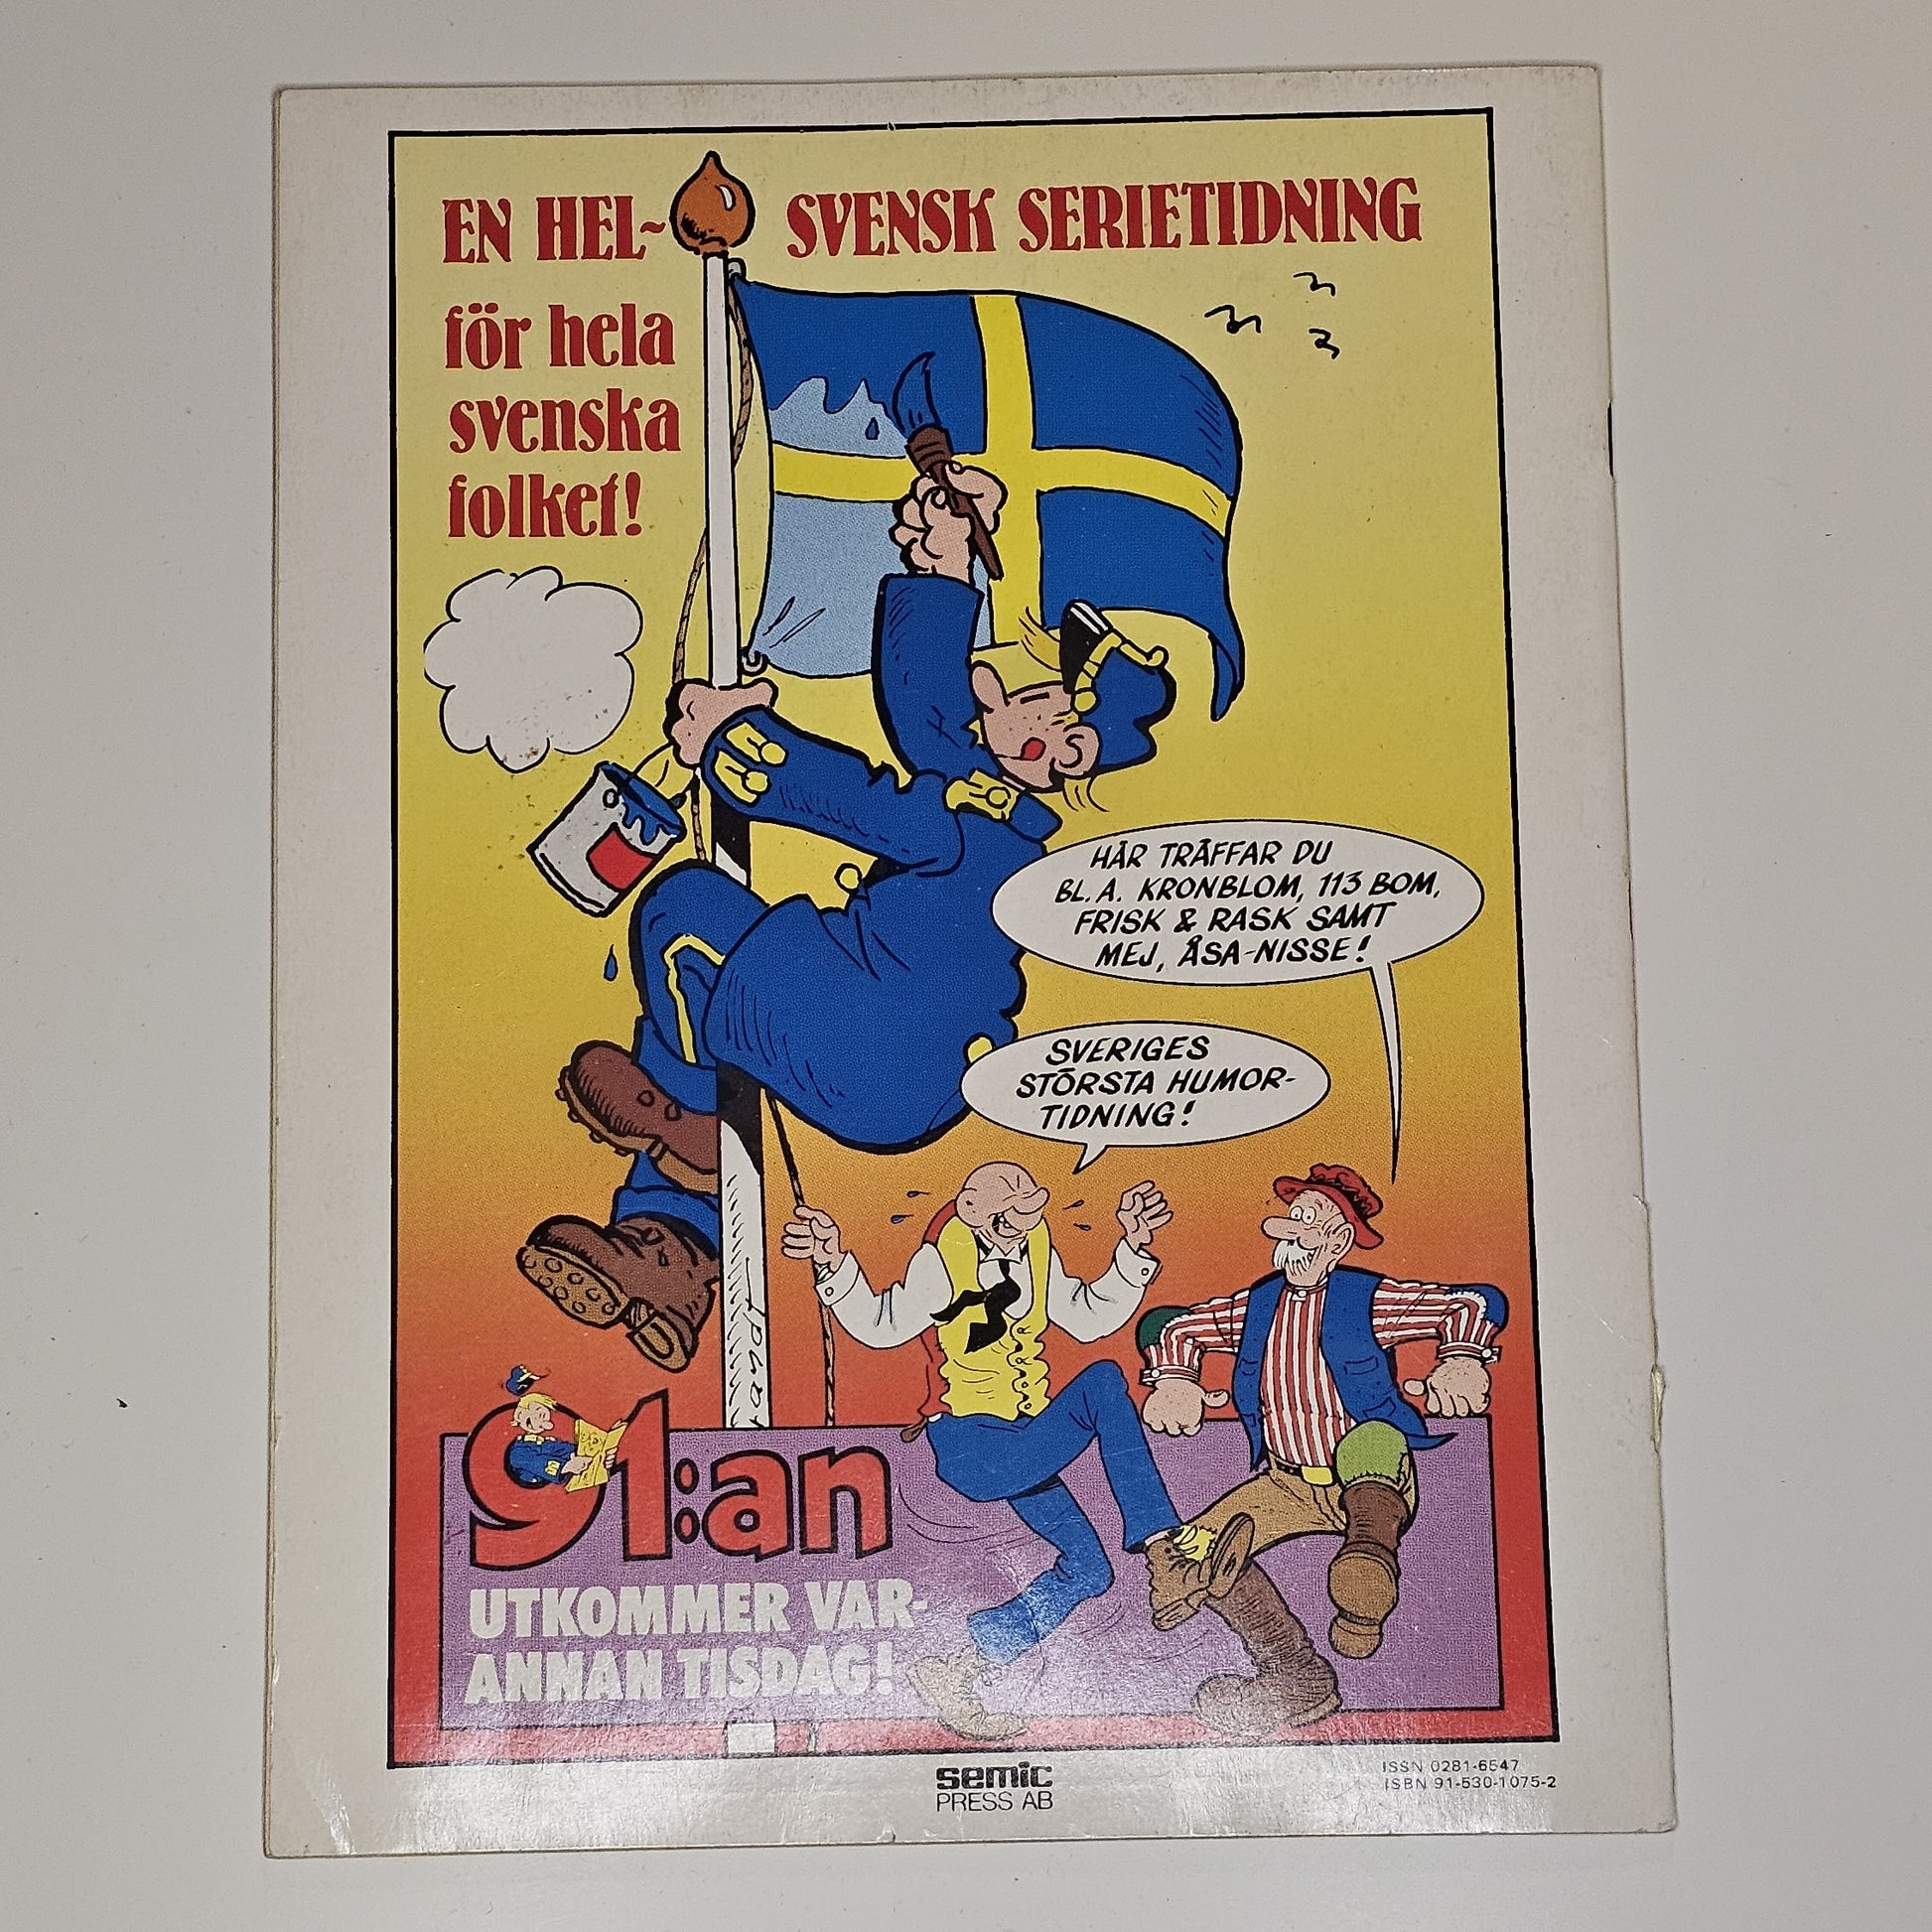 EN HEL~ SVENSK SERIETIDNING
för hela
svenska
folket!
HÄR TRÄFFAR DU
BL. A. KRONBLOM, 113 BOM,
FRISK & RASK SAMT
MEJ, ÅSA-NISSE!
SVERIGES
STÖRSTA HUMOR-
TIDNING!
91:an
UTKOMMER VAR-
ANNAN TISDAG!
semic
PRESS AB
ISSN 0281-6547
ISBN 91-530-1075-2